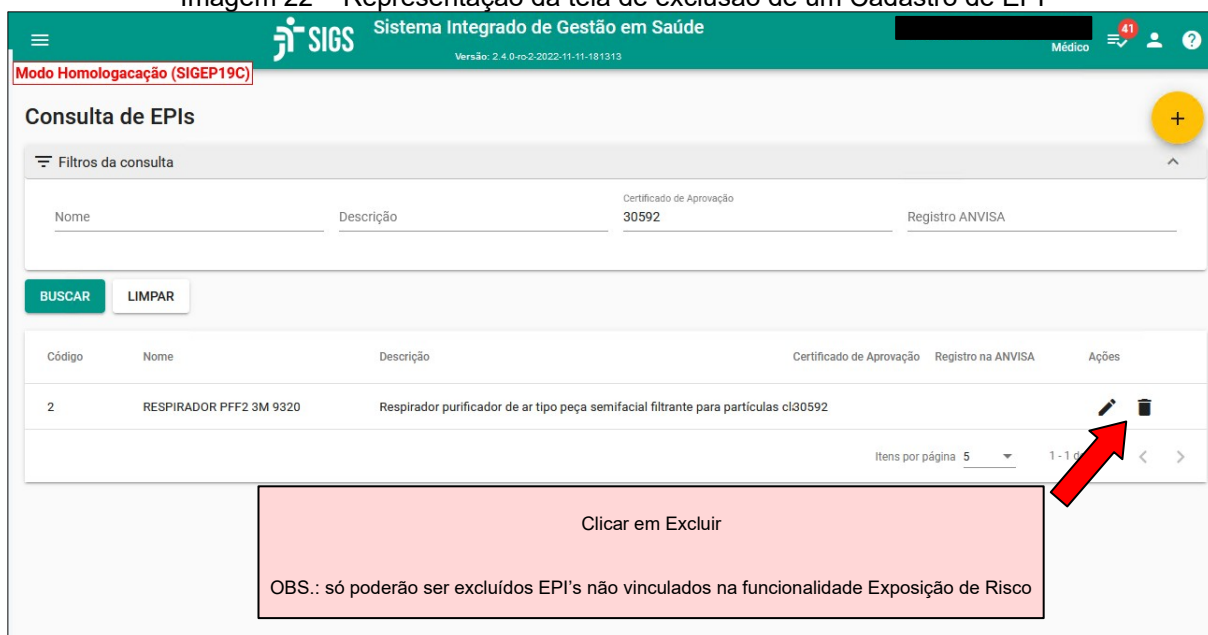 Imagem 22 – Representação da tela de exclusão de um Cadastro de EPI
SIGS
Sistema Integrado de Gestão em Saúde
Versão: 2.4.0-ro-2-2022-11-11-181313
Médico
41
?
Modo Homologacação (SIGEP19C)
Consulta de EPIs
+
Filtros da consulta
Nome
Descrição
Certificado de Aprovação
30592
Registro ANVISA
BUSCAR
LIMPAR
Código Nome Descrição Certificado de Aprovação Registro na ANVISA Ações
2 RESPIRADOR PFF2 3M 9320 Respirador purificador de ar tipo peça semifacial filtrante para partículas cl30592
Itens por página 5 1 - 1 d
Clicar em Excluir
OBS.: só poderão ser excluídos EPI's não vinculados na funcionalidade Exposição de Risco